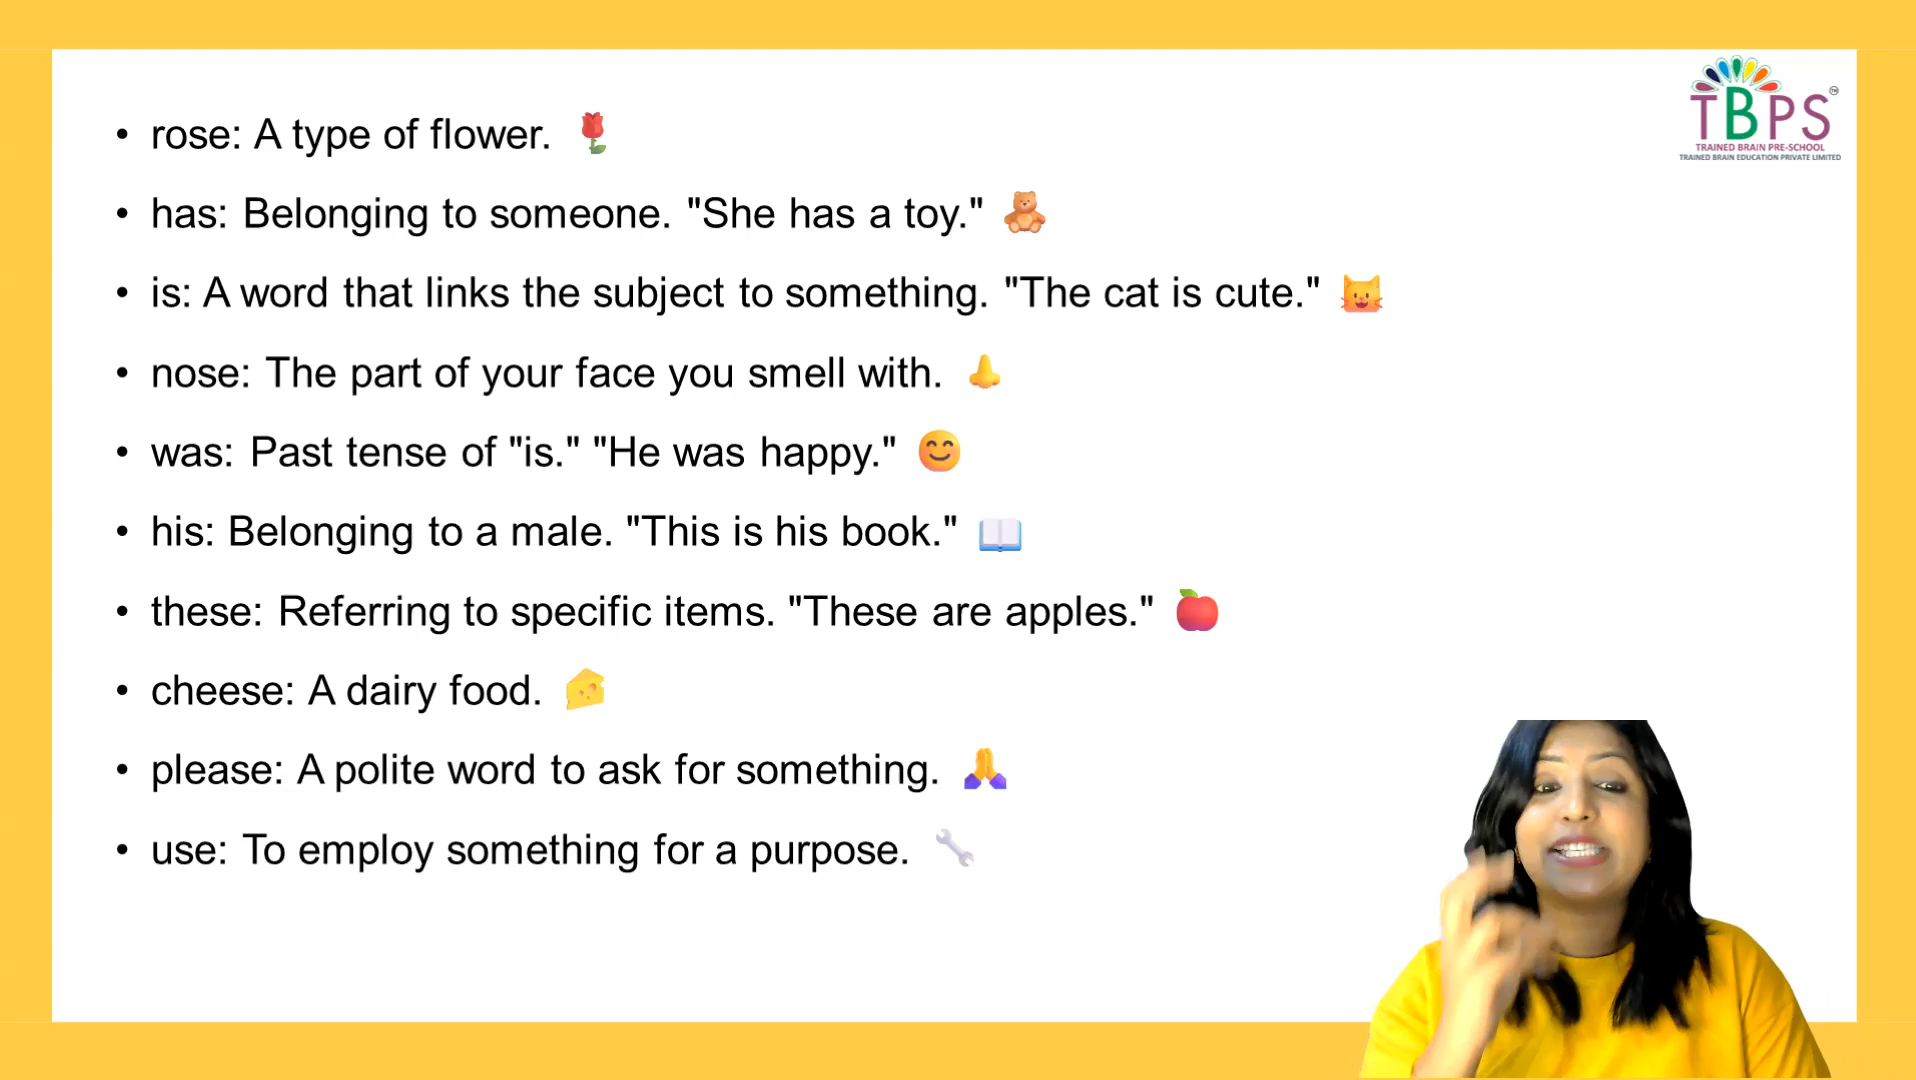 • rose: A type of flower. 🌹
• has: Belonging to someone. "She has a toy." 🧸
• is: A word that links the subject to something. "The cat is cute." 😺
• nose: The part of your face you smell with. 👃
• was: Past tense of "is." "He was happy." 😊
• his: Belonging to a male. "This is his book." 📖
• these: Referring to specific items. "These are apples." 🍎
• cheese: A dairy food. 🧀
• please: A polite word to ask for something. 🙏
• use: To employ something for a purpose. 🔧
TBPS TM
TRAINED BRAIN PRE-SCHOOL
TRAINED BRAIN EDUCATION PRIVATE LIMITED